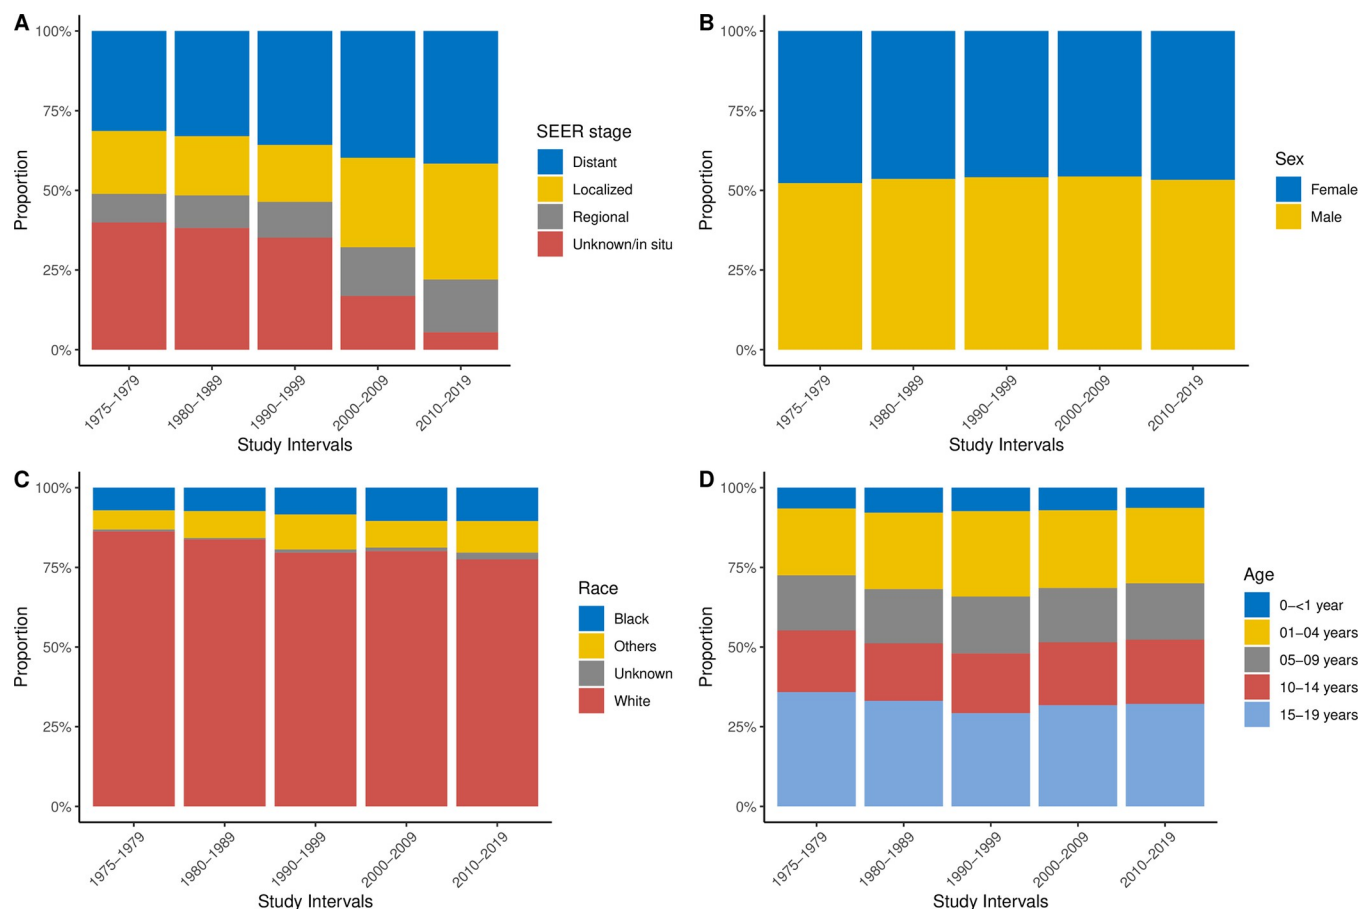 A
100%
75%
50%
25%
0%
Proportion
1975–1979
1980–1989
1990–1999
2000–2009
2010–2019
Study Intervals
SEER stage
Distant
Localized
Regional
Unknown/in situ
B
100%
75%
50%
25%
0%
Proportion
1975–1979
1980–1989
1990–1999
2000–2009
2010–2019
Study Intervals
Sex
Female
Male
C
100%
75%
50%
25%
0%
Proportion
1975–1979
1980–1989
1990–1999
2000–2009
2010–2019
Study Intervals
Race
Black
Others
Unknown
White
D
100%
75%
50%
25%
0%
Proportion
1975–1979
1980–1989
1990–1999
2000–2009
2010–2019
Study Intervals
Age
0–<1 year
01–04 years
05–09 years
10–14 years
15–19 years